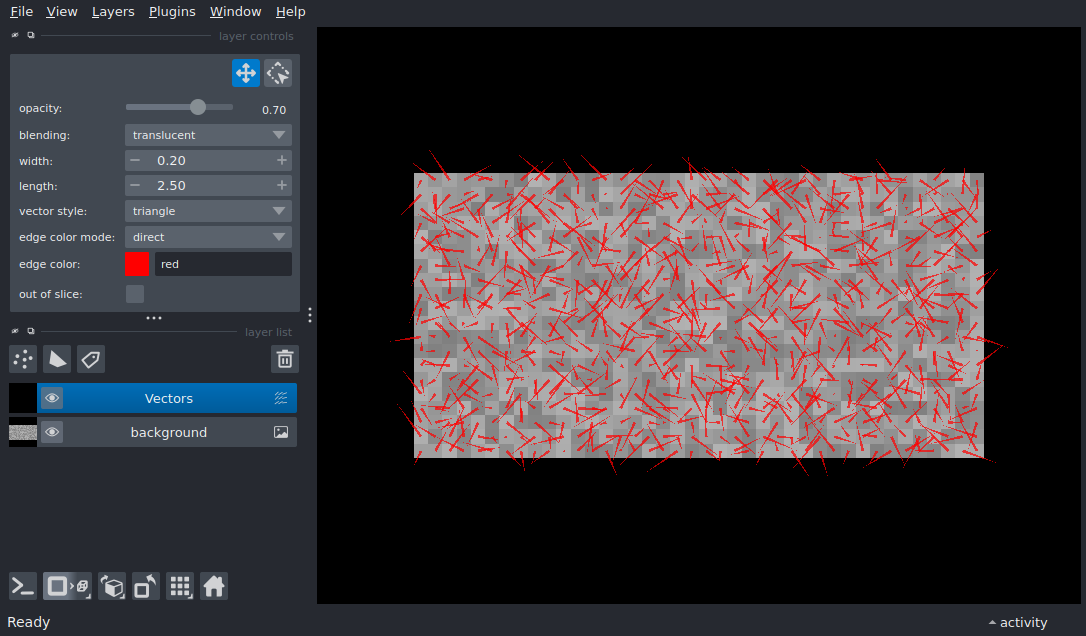 File View Layers Plugins Window Help
layer controls
opacity: 0.70
blending: translucent
width: 0.20
length: 2.50
vector style: triangle
edge color mode: direct
edge color: red
out of slice:
layer list
Vectors
background
Ready
activity